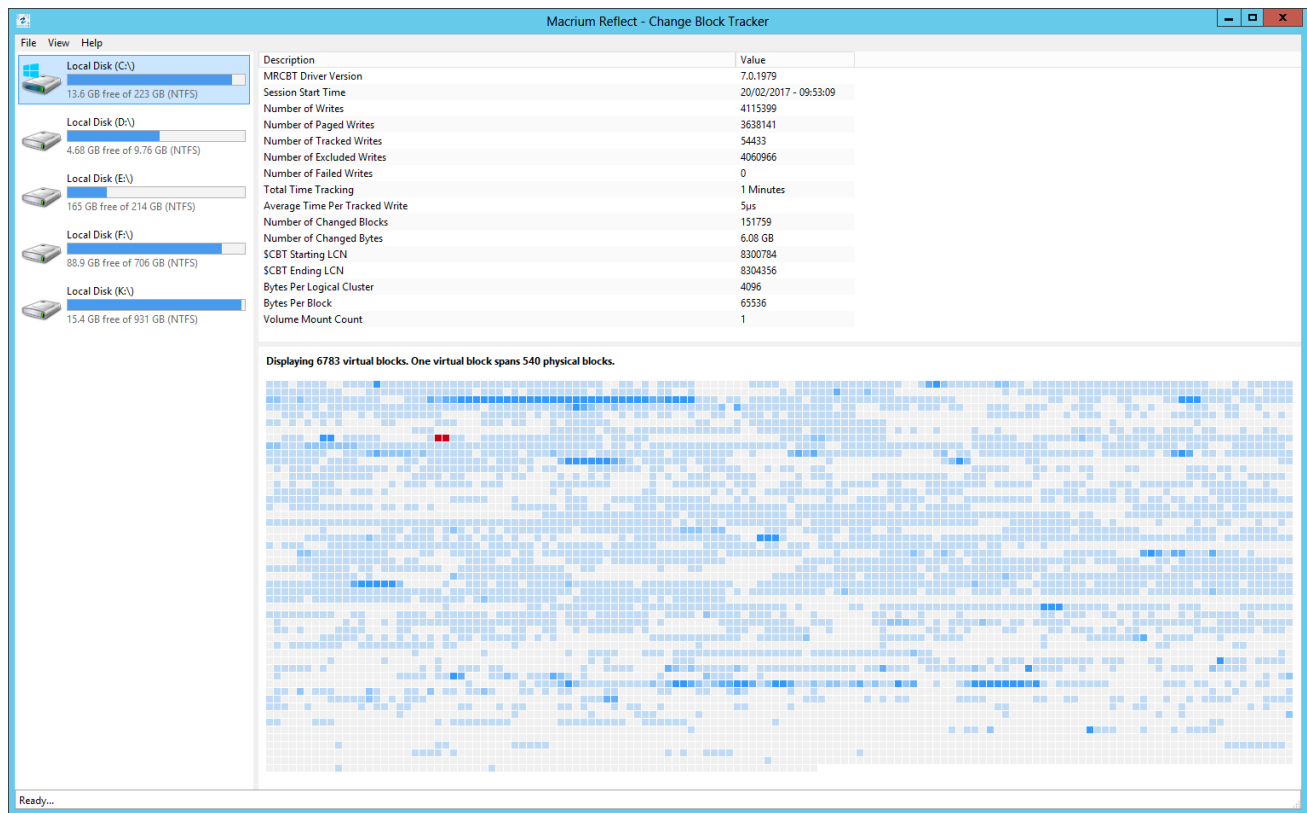 Macrium Reflect - Change Block Tracker
File View Help
Local Disk (C:\)
13.6 GB free of 223 GB (NTFS)
Local Disk (D:\)
4.68 GB free of 9.76 GB (NTFS)
Local Disk (E:\)
165 GB free of 214 GB (NTFS)
Local Disk (F:\)
88.9 GB free of 706 GB (NTFS)
Local Disk (K:\)
15.4 GB free of 931 GB (NTFS)
Description Value
MRCBT Driver Version 7.0.1979
Session Start Time 20/02/2017 - 09:53:09
Number of Writes 4115399
Number of Paged Writes 3638141
Number of Tracked Writes 54433
Number of Excluded Writes 4060966
Number of Failed Writes 0
Total Time Tracking 1 Minutes
Average Time Per Tracked Write 5µs
Number of Changed Blocks 151759
Number of Changed Bytes 6.08 GB
$CBT Starting LCN 8300784
$CBT Ending LCN 8304356
Bytes Per Logical Cluster 4096
Bytes Per Block 65536
Volume Mount Count 1
Displaying 6783 virtual blocks. One virtual block spans 540 physical blocks.
Ready...